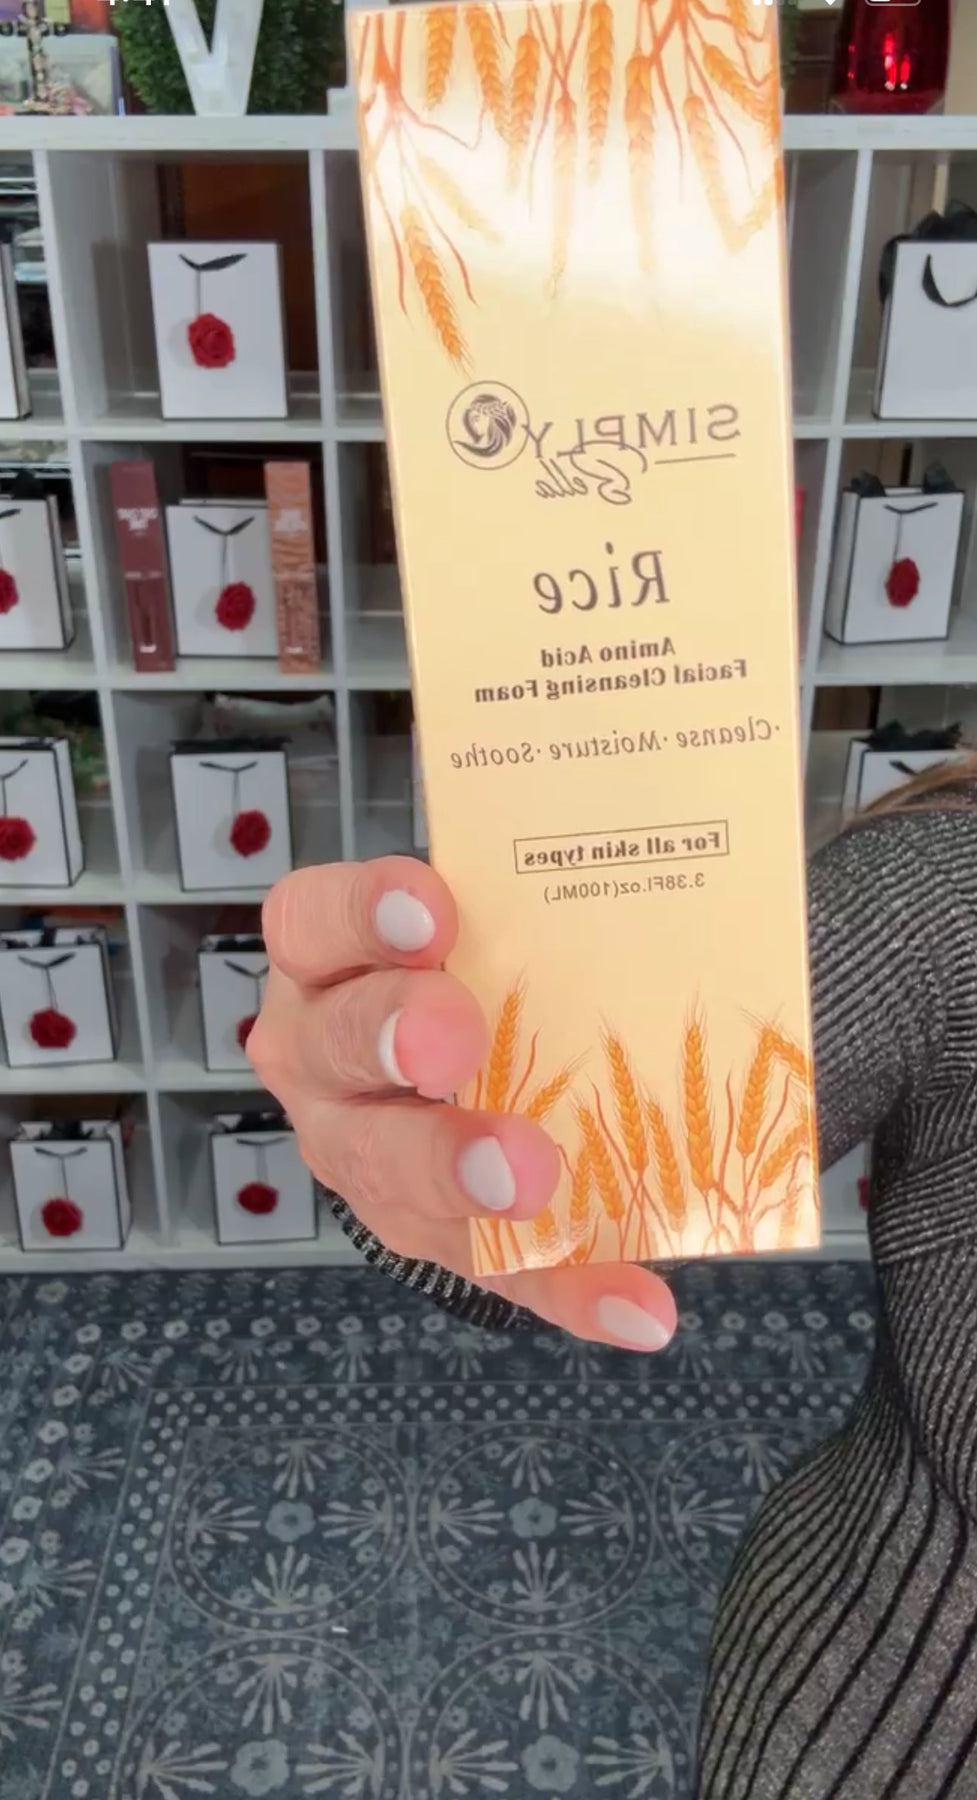 SIMPLY
Bella
Rice
Amino Acid
Facial Cleansing Foam
·Cleanse·Moisture·Soothe
For all skin types
3.38Fl.oz(100ML)